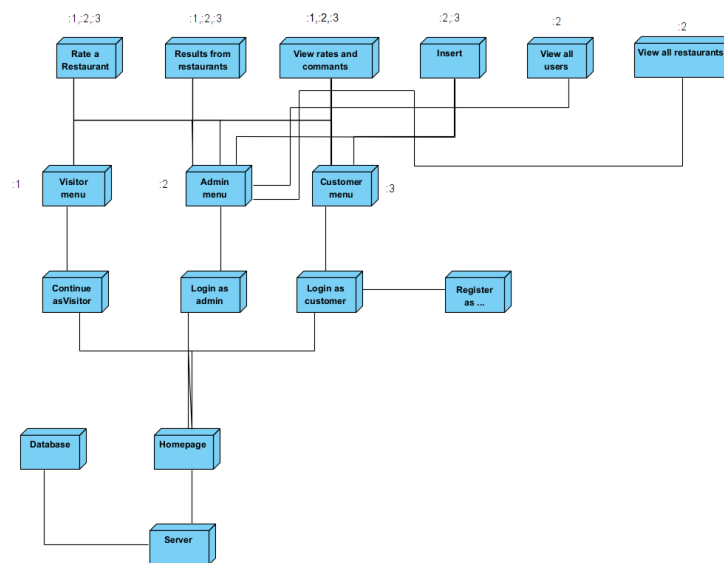 :1,:2,:3
:1,:2,:3
:1,:2,:3
:2,:3
:2
:2
Rate a
Restaurant
Results from
restaurants
View rates and
commants
Insert
View all
users
View all restaurants
:1
Visitor
menu
:2
Admin
menu
Customer
menu
:3
Continue
asVisitor
Login as
admin
Login as
customer
Register
as ...
Database
Homepage
Server